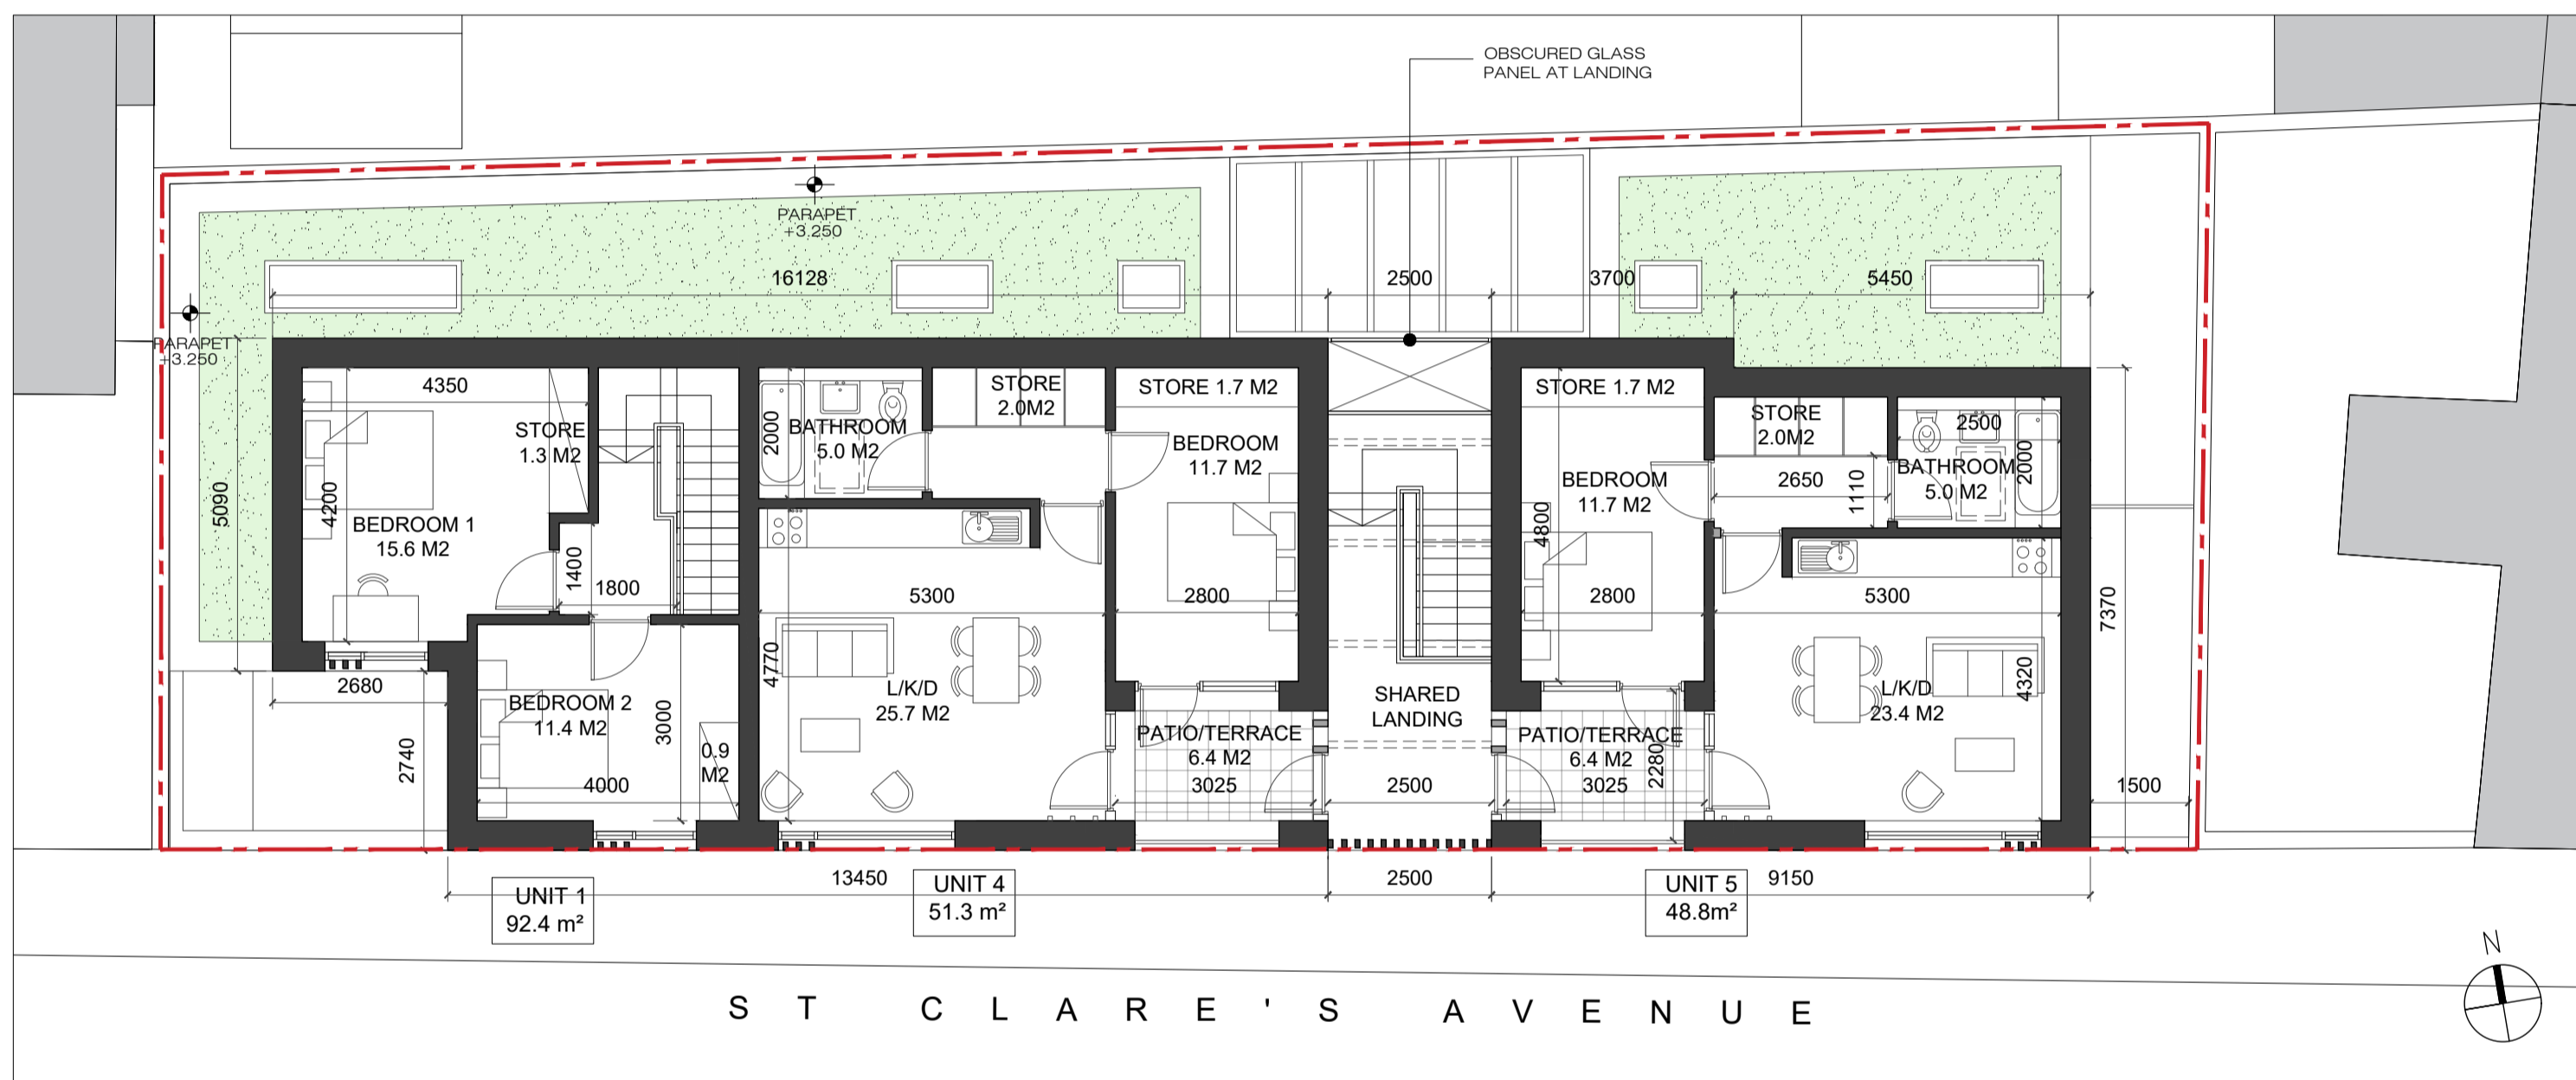 OBSCURED GLASS
PANEL AT LANDING
PARAPET
+3.250
16128
2500
3700
5450
PARAPET
+3.250
4350
STORE
1.3 M2
4200
5090
BEDROOM 1
15.6 M2
1400
1800
2680
2740
BEDROOM 2
11.4 M2
3000
0.9
M2
4000
2000
BATHROOM
5.0 M2
STORE
2.0M2
STORE 1.7 M2
BEDROOM
11.7 M2
5300
2800
4770
L/K/D
25.7 M2
PATIO/TERRACE
6.4 M2
3025
SHARED
LANDING
2500
STORE 1.7 M2
BEDROOM
11.7 M2
4800
2800
STORE
2.0M2
2650
1110
2500
BATHROOM
5.0 M2
2000
5300
L/K/D
23.4 M2
4320
PATIO/TERRACE
6.4 M2
3025
2280
7370
1500
13450
2500
9150
UNIT 1
92.4 m²
UNIT 4
51.3 m²
UNIT 5
48.8m²
N
ST CLARE'S AVENUE